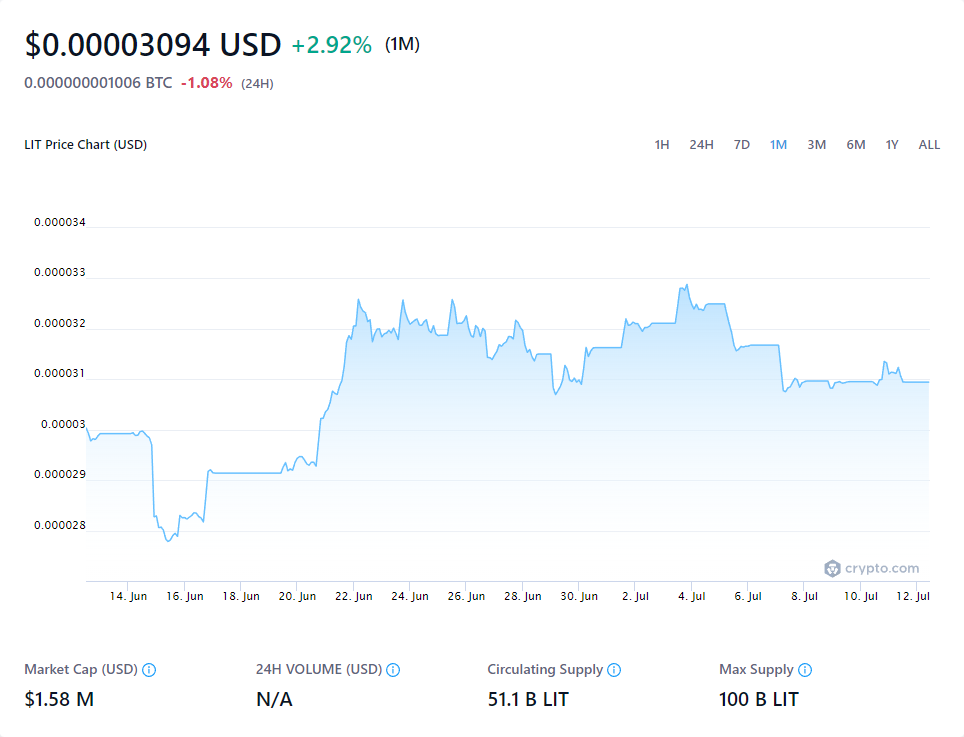 $0.00003094 USD +2.92% (1M)
0.000000001006 BTC -1.08% (24H)
LIT Price Chart (USD) 1H 24H 7D 1M 3M 6M 1Y ALL
0.000034
0.000033
0.000032
0.000031
0.00003
0.000029
0.000028
crypto.com
14. Jun 16. Jun 18. Jun 20. Jun 22. Jun 24. Jun 26. Jun 28. Jun 30. Jun 2. Jul 4. Jul 6. Jul 8. Jul 10. Jul 12. Jul
Market Cap (USD) 24H VOLUME (USD) Circulating Supply Max Supply
$1.58 M N/A 51.1 B LIT 100 B LIT